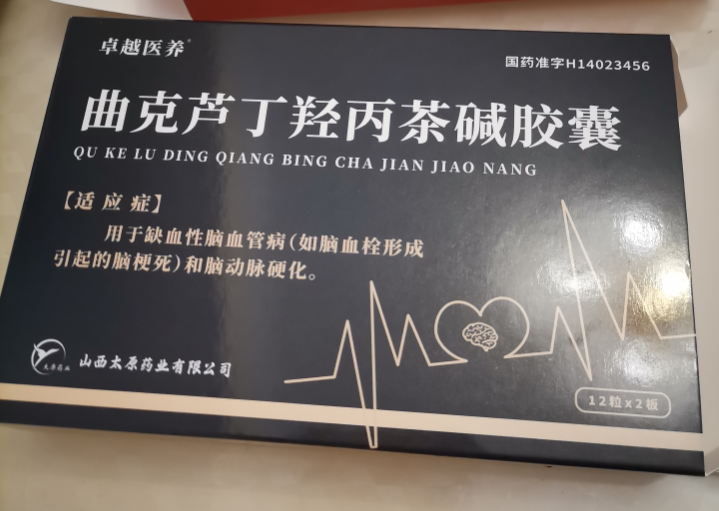 卓越医养®
国药准字H14023456
曲克芦丁羟丙茶碱胶囊
QU KE LU DING QIANG BING CHA JIAN JIAO NANG
【适应症】
用于缺血性脑血管病(如脑血栓形成
引起的脑梗死)和脑动脉硬化。
太原药业
山西太原药业有限公司
12粒x2板